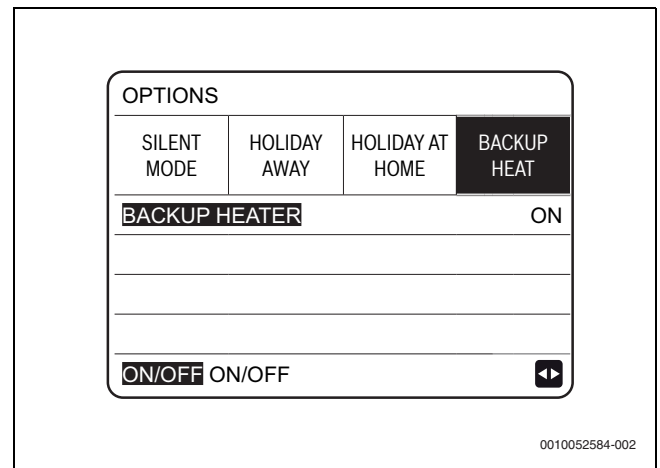 OPTIONS
SILENT MODE
HOLIDAY AWAY
HOLIDAY AT HOME
BACKUP HEAT
BACKUP HEATER ON
ON/OFF ON/OFF
0010052584-002